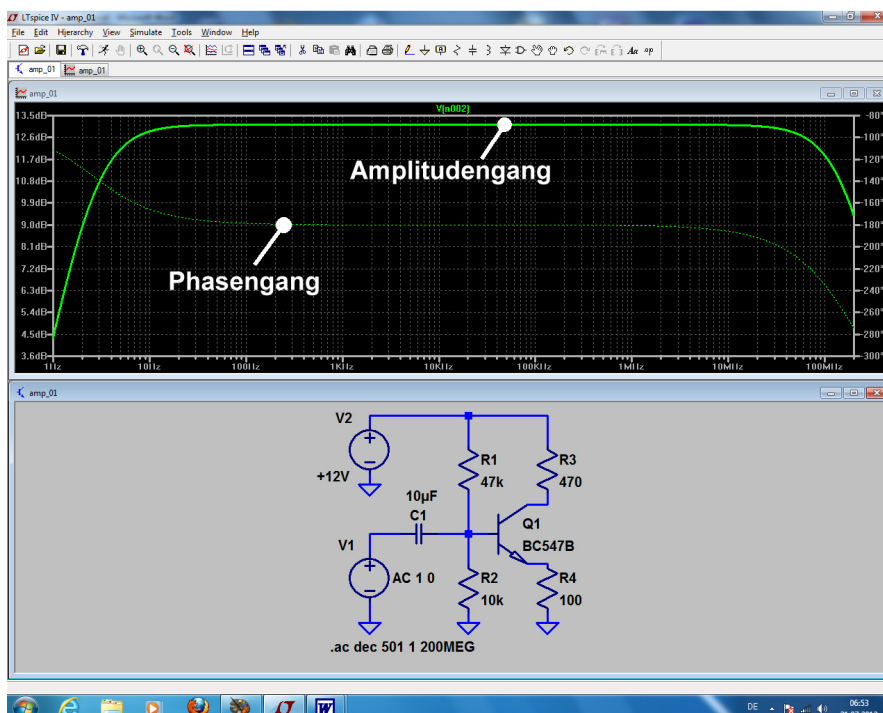 LTspice IV - amp_01
File Edit Hierarchy View Simulate Tools Window Help
amp_01 amp_01
amp_01
V(n002)
13.5dB
12.6dB
11.7dB
10.8dB
9.9dB
9.0dB
8.1dB
7.2dB
6.3dB
5.4dB
4.5dB
3.6dB
-80°
-100°
-120°
-140°
-160°
-180°
-200°
-220°
-240°
-260°
-280°
-300°
Amplitudengang
Phasengang
1Hz 10Hz 100Hz 1KHz 10KHz 100KHz 1MHz 10MHz 100MHz
amp_01
V2
+12V
R1
47k
R3
470
10µF
C1
Q1
BC547B
V1
AC 1 0
R2
10k
R4
100
.ac dec 501 1 200MEG
DE
06:53